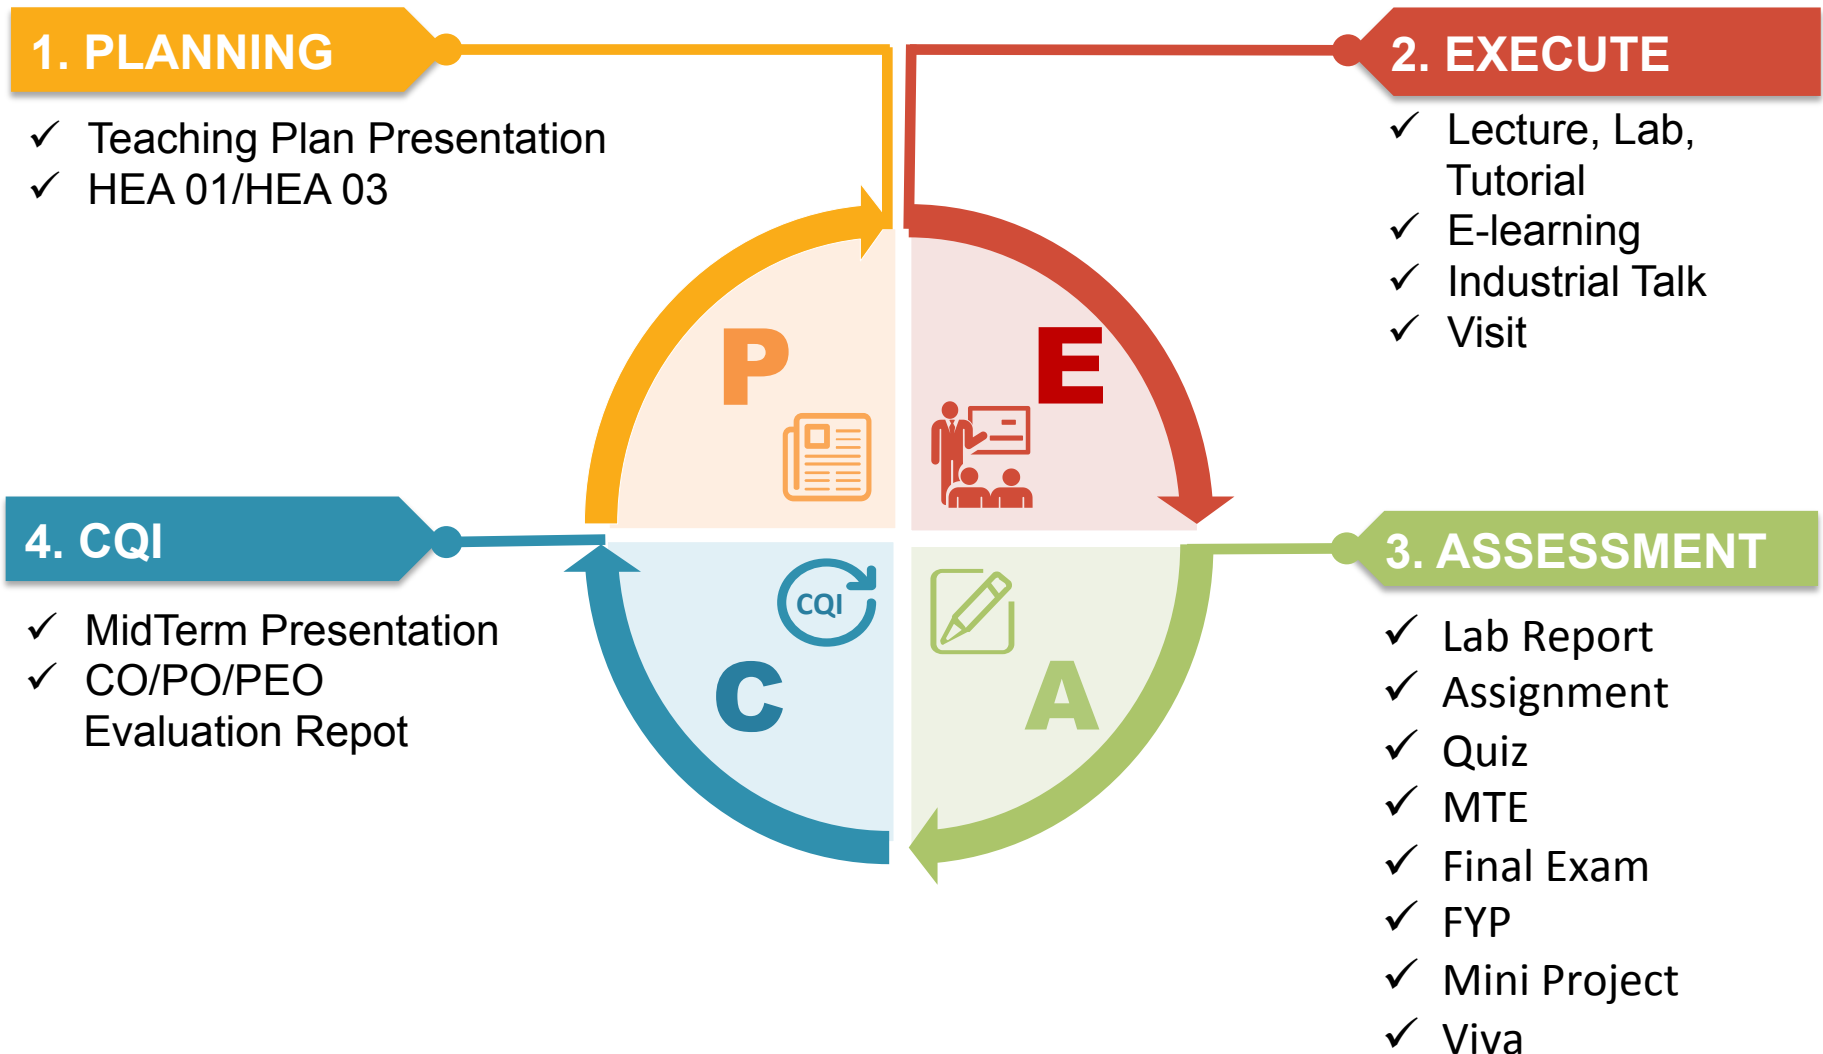 1. PLANNING
✓ Teaching Plan Presentation
✓ HEA 01/HEA 03
2. EXECUTE
✓ Lecture, Lab,
Tutorial
✓ E-learning
✓ Industrial Talk
✓ Visit
P
E
4. CQI
✓ MidTerm Presentation
✓ CO/PO/PEO
Evaluation Repot
CQI
C
A
3. ASSESSMENT
✓ Lab Report
✓ Assignment
✓ Quiz
✓ MTE
✓ Final Exam
✓ FYP
✓ Mini Project
✓ Viva